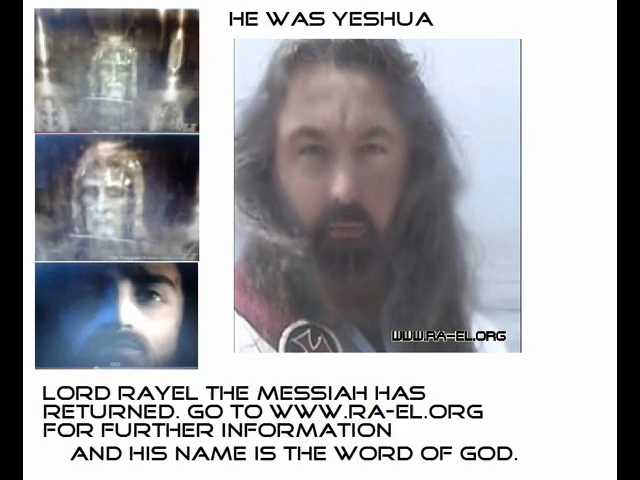 HE WAS YESHUA
WWW.RA-EL.ORG
LORD RAYEL THE MESSIAH HAS
RETURNED. GO TO WWW.RA-EL.ORG
FOR FURTHER INFORMATION
AND HIS NAME IS THE WORD OF GOD.